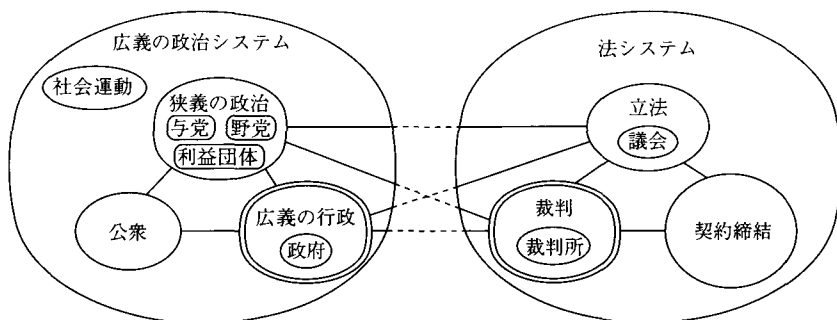 広義の政治システム
社会運動
狭義の政治
与党
野党
利益団体
公衆
広義の行政
政府
法システム
立法
議会
裁判
裁判所
契約締結